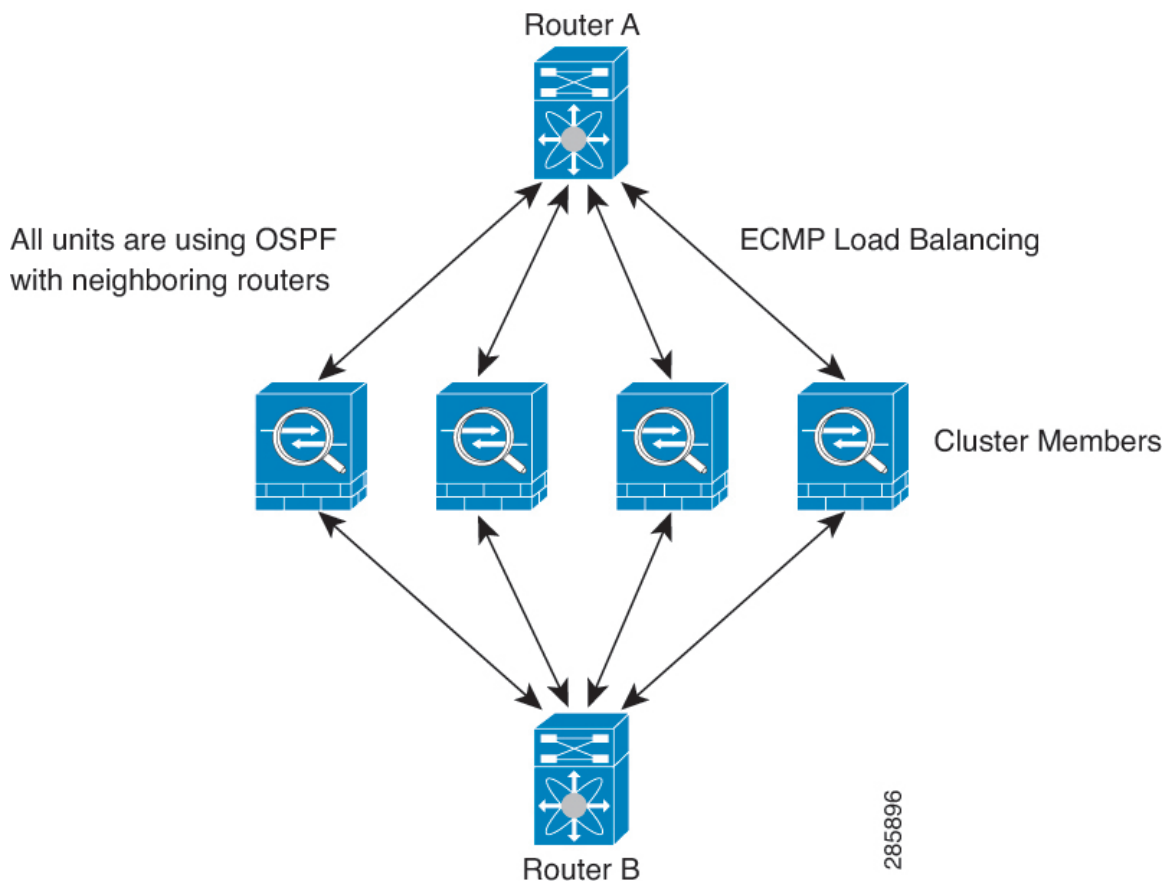 Router A
All units are using OSPF
with neighboring routers
ECMP Load Balancing
Cluster Members
Router B
285896